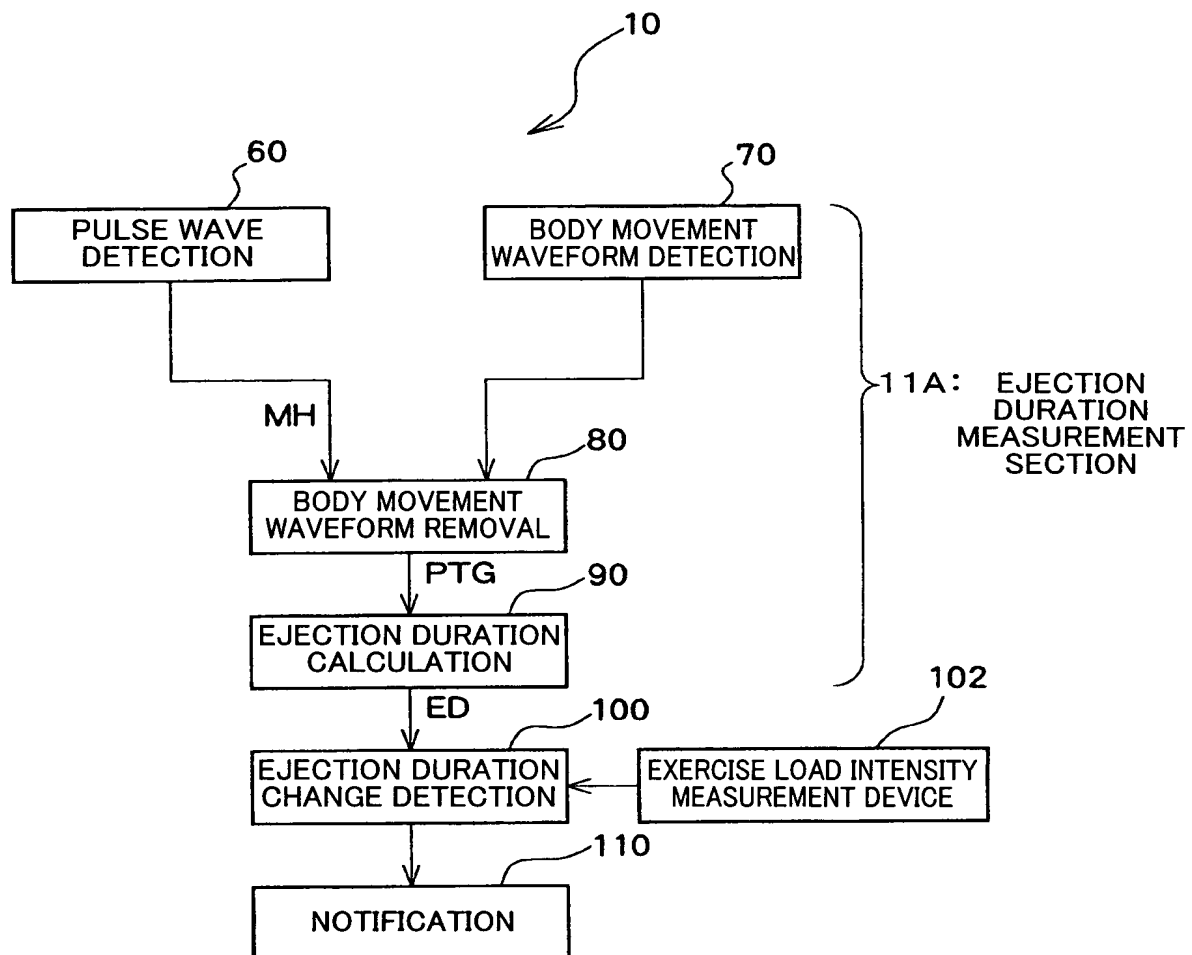 10
60
70
PULSE WAVE
DETECTION
BODY MOVEMENT
WAVEFORM DETECTION
11A: EJECTION
DURATION
MEASUREMENT
SECTION
MH
80
BODY MOVEMENT
WAVEFORM REMOVAL
PTG
90
EJECTION DURATION
CALCULATION
ED
100
102
EJECTION DURATION
CHANGE DETECTION
EXERCISE LOAD INTENSITY
MEASUREMENT DEVICE
110
NOTIFICATION